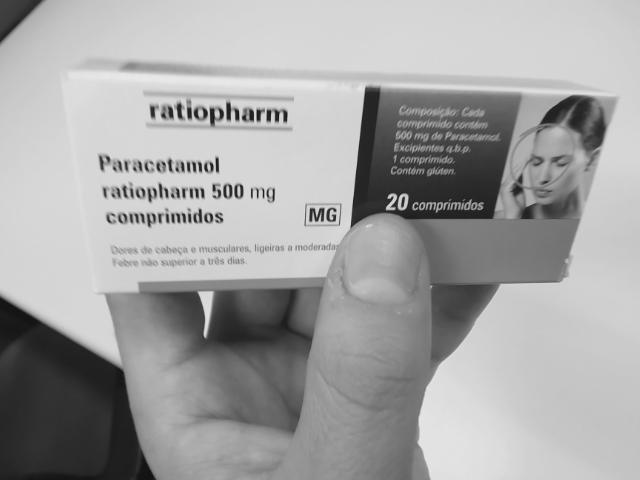 ratiopharm
Paracetamol
ratiopharm 500 mg
comprimidos
MG
Dores de cabeça e musculares, ligeiras a moderadas
Febre não superior a três dias.
Composição: Cada
comprimido contém
500 mg de Paracetamol.
Excipientes q.b.p.
1 comprimido.
Contém glúten.
20 comprimidos